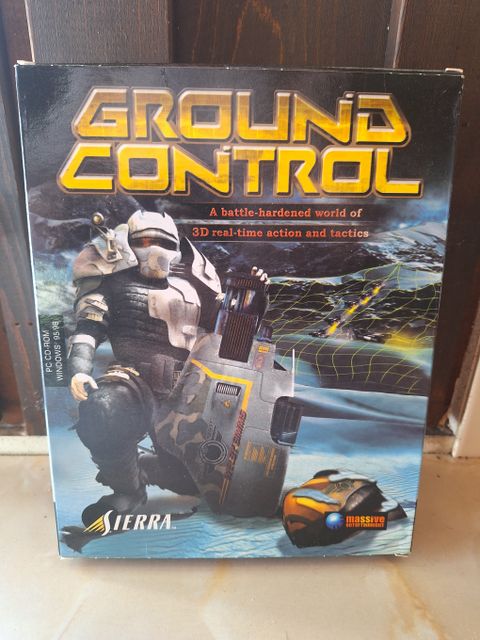 GROUND
CONTROL
A battle-hardened world of
3D real-time action and tactics
PC CD-ROM
WINDOWS 95/98
SIERRA
massive
entertainment